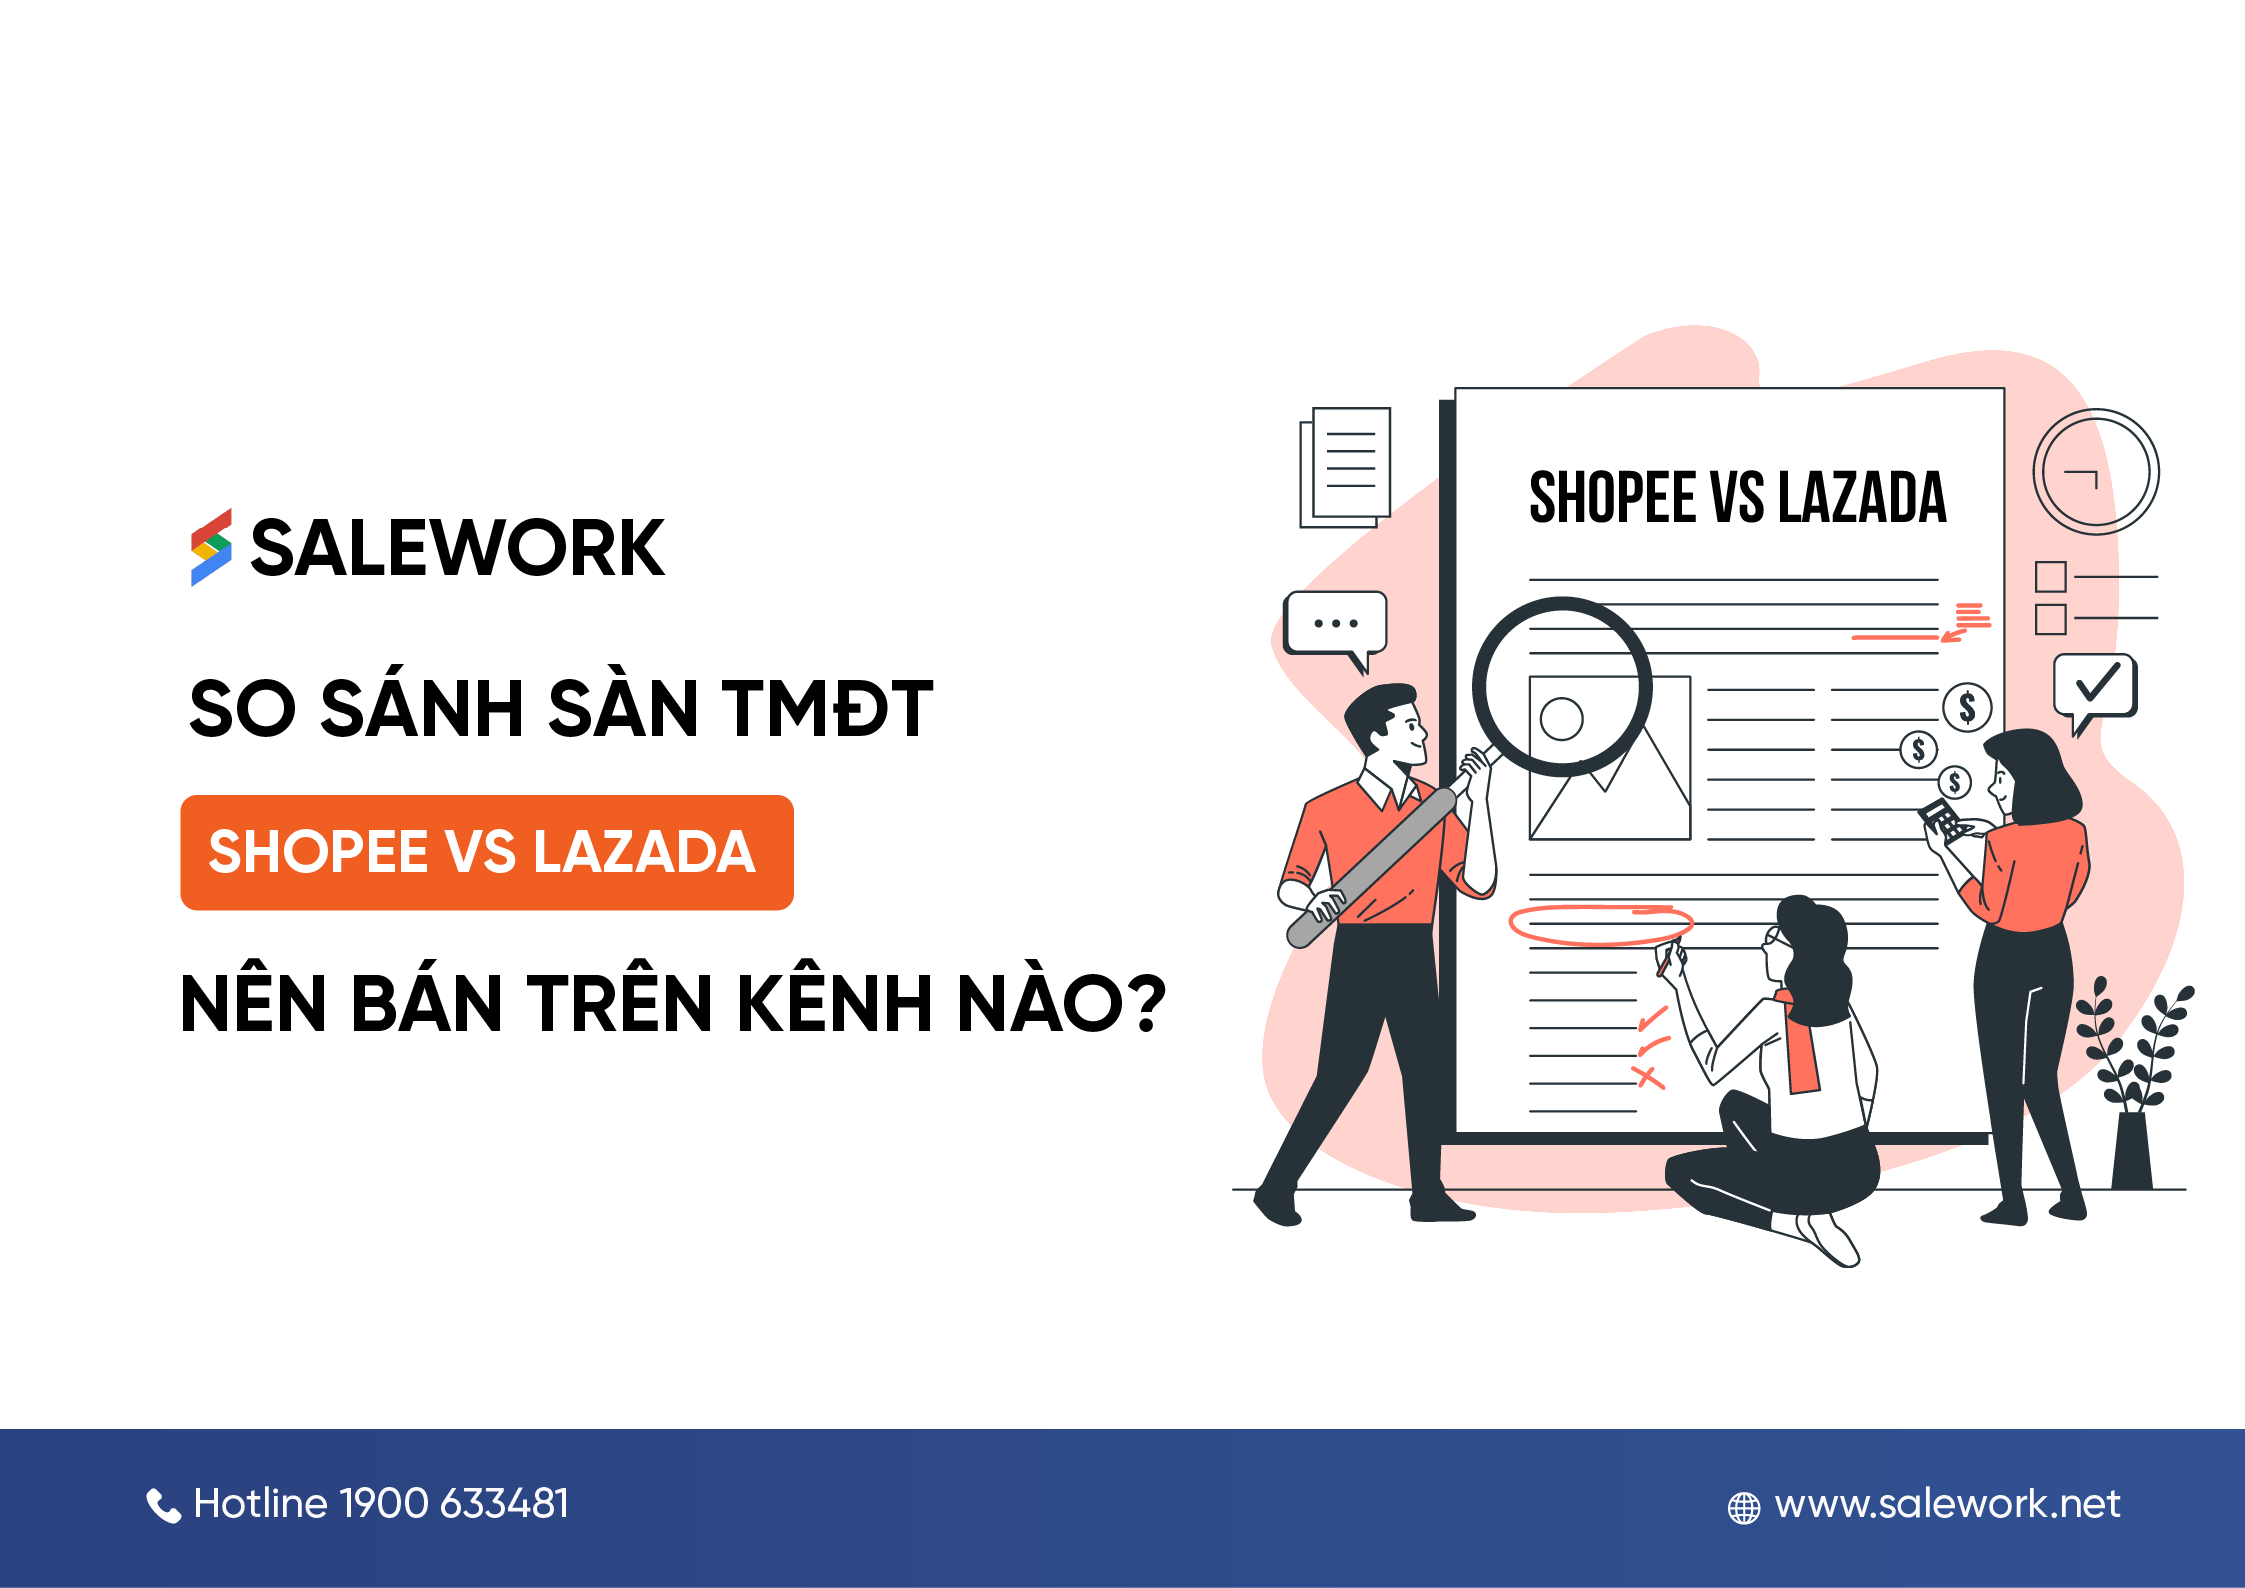 SALEWORK
SO SÁNH SÀN TMĐT
SHOPEE VS LAZADA
NÊN BÁN TRÊN KÊNH NÀO?
SHOPEE VS LAZADA
$
$
$
Hotline 1900 633481
www.salework.net